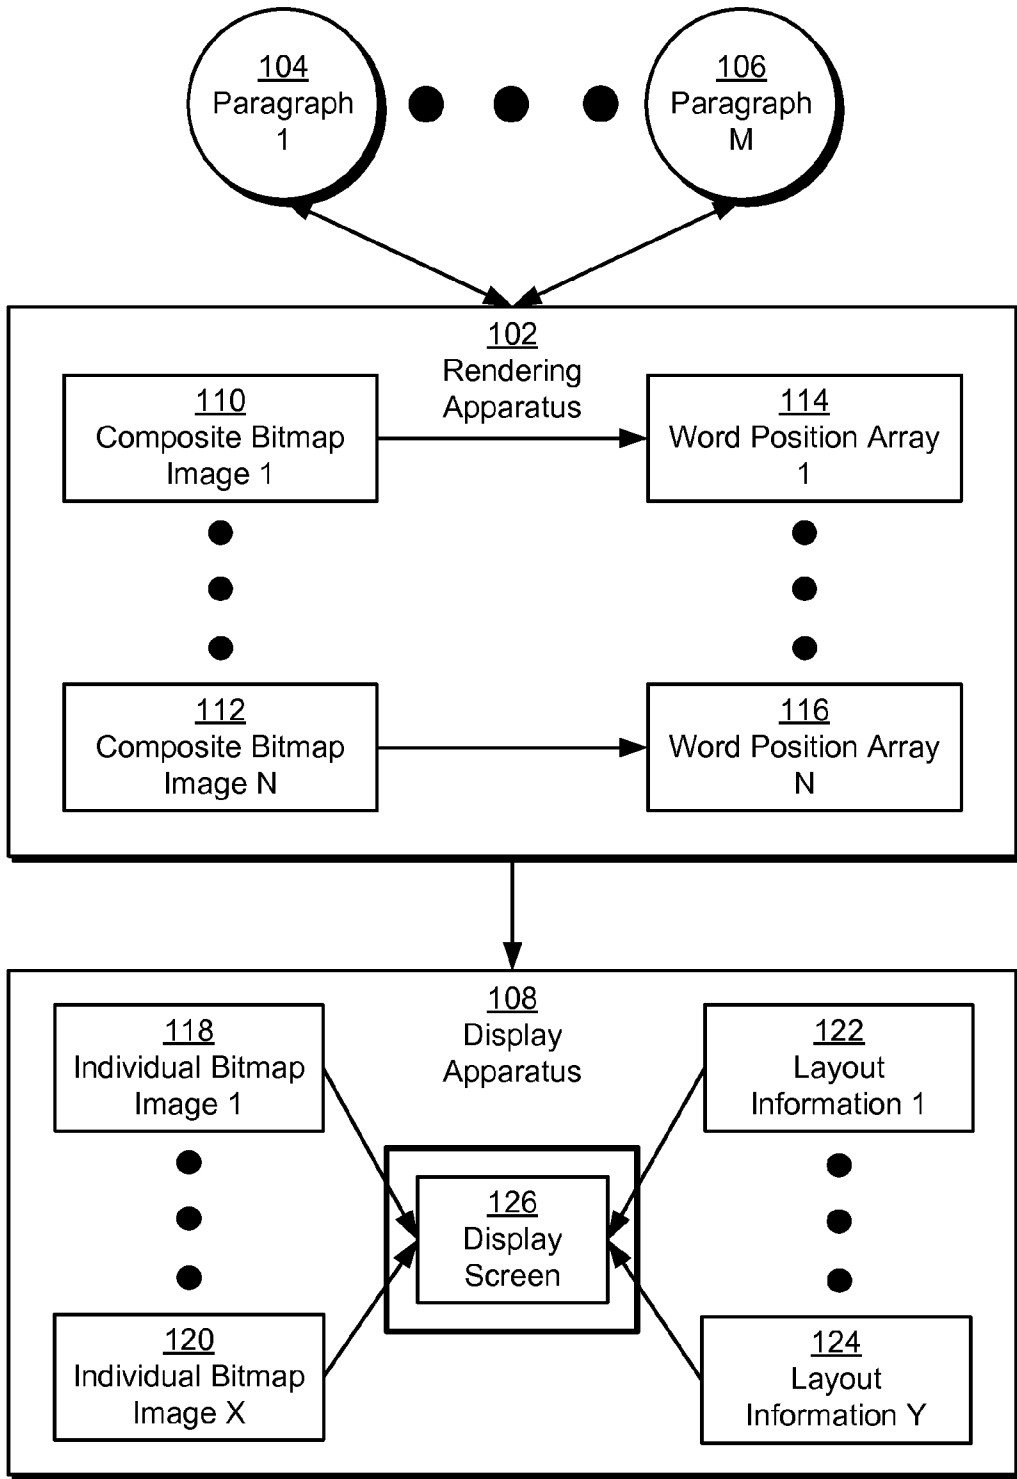 104
Paragraph
1
106
Paragraph
M
102
Rendering
Apparatus
110
Composite Bitmap
Image 1
114
Word Position Array
1
112
Composite Bitmap
Image N
116
Word Position Array
N
108
Display
Apparatus
118
Individual Bitmap
Image 1
122
Layout
Information 1
126
Display
Screen
120
Individual Bitmap
Image X
124
Layout
Information Y